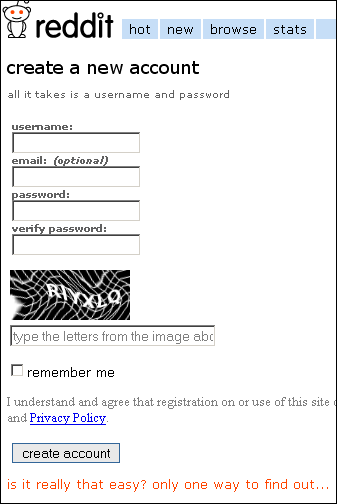 reddit
hot new browse stats
create a new account
all it takes is a username and password
username:
email: (optional)
password:
verify password:
type the letters from the image abo
remember me
I understand and agree that registration on or use of this site
and Privacy Policy.
create account
is it really that easy? only one way to find out...